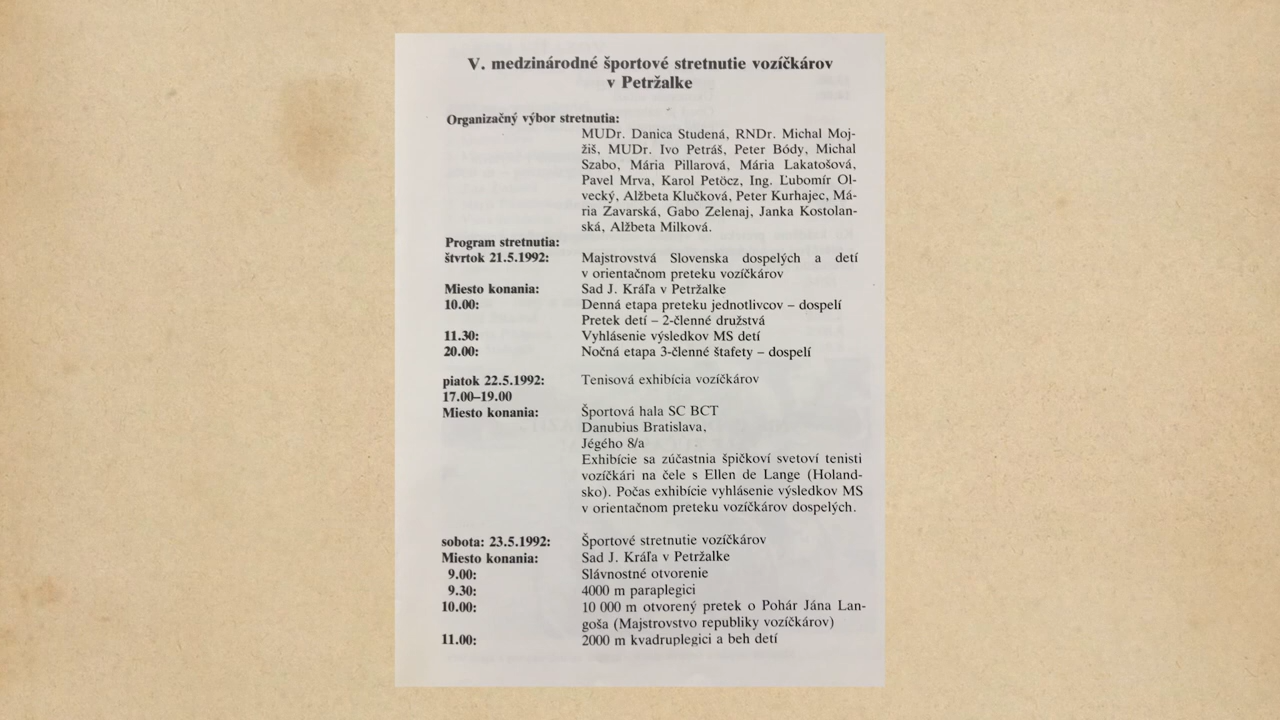 V. medzinárodné športové stretnutie vozíčkárov
v Petržalke
Organizačný výbor stretnutia:
MUDr. Danica Studená, RNDr. Michal Moj-
žiš, MUDr. Ivo Petráš, Peter Bódy, Michal
Szabo, Mária Pillarová, Mária Lakatošová,
Pavel Mrva, Karol Petöcz, Ing. Ľubomír Ol-
vecký, Alžbeta Klučková, Peter Kurhajec, Má-
ria Zavarská, Gabo Zelenaj, Janka Kostolan-
ská, Alžbeta Milková.
Program stretnutia:
štvrtok 21.5.1992: Majstrovstvá Slovenska dospelých a detí
v orientačnom preteku vozíčkárov
Miesto konania: Sad J. Kráľa v Petržalke
10.00: Denná etapa preteku jednotlivcov – dospelí
Pretek detí – 2-členné družstvá
11.30: Vyhlásenie výsledkov MS detí
20.00: Nočná etapa 3-členné štafety – dospelí
piatok 22.5.1992: Tenisová exhibícia vozíčkárov
17.00–19.00
Miesto konania: Športová hala SC BCT
Danubius Bratislava,
Jégého 8/a
Exhibície sa zúčastnia špičkoví svetoví tenisti
vozíčkári na čele s Ellen de Lange (Holand-
sko). Počas exhibície vyhlásenie výsledkov MS
v orientačnom preteku vozíčkárov dospelých.
sobota: 23.5.1992: Športové stretnutie vozíčkárov
Miesto konania: Sad J. Kráľa v Petržalke
9.00: Slávnostné otvorenie
9.30: 4000 m paraplegici
10.00: 10 000 m otvorený pretek o Pohár Jána Lan-
goša (Majstrovstvo republiky vozíčkárov)
11.00: 2000 m kvadruplegici a beh detí